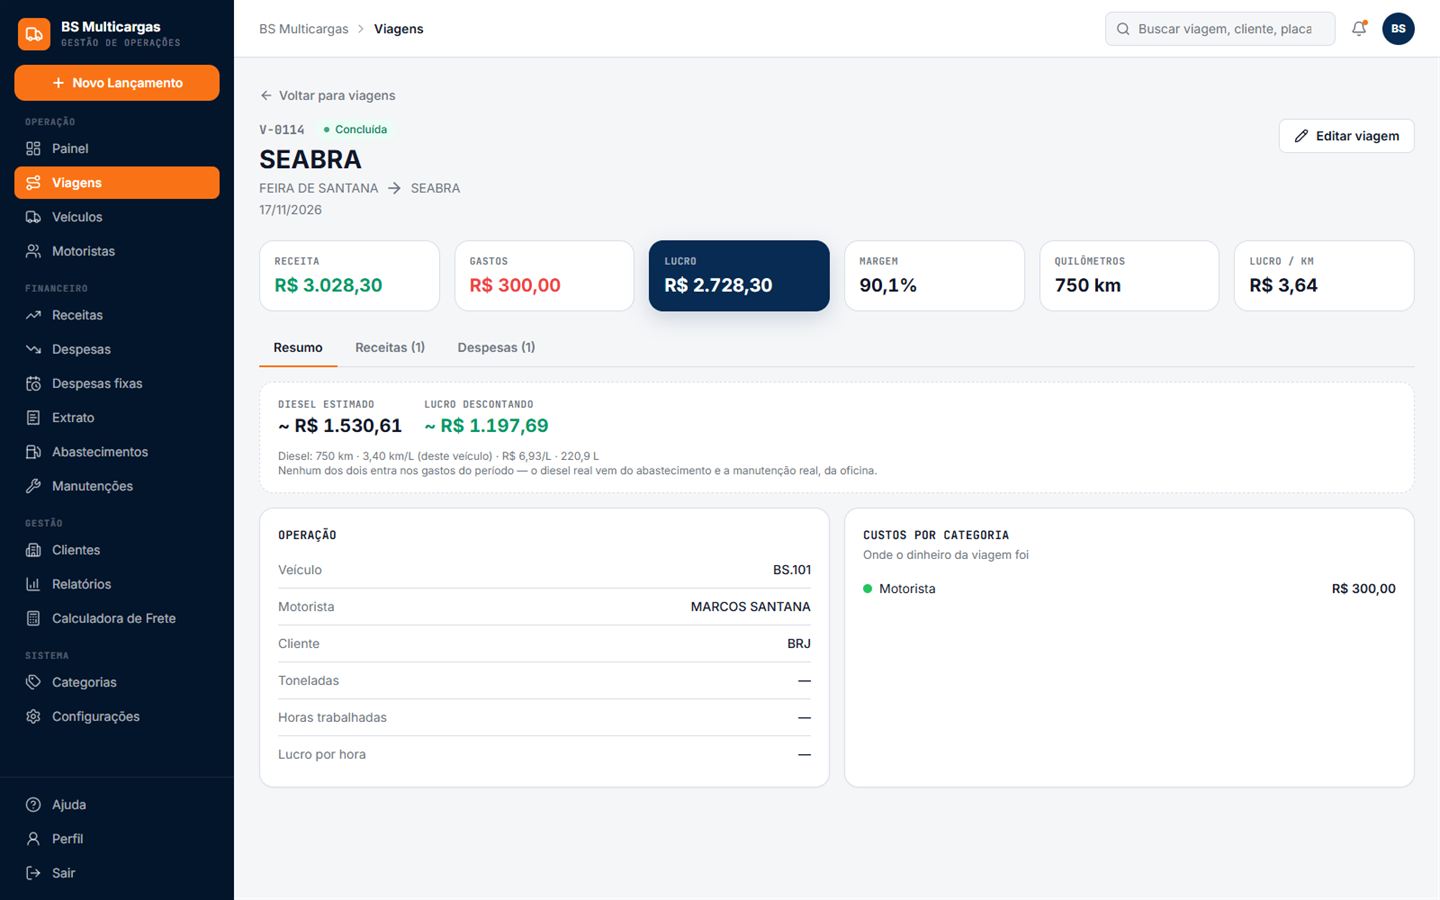 BS Multicargas
GESTÃO DE OPERAÇÕES
+ Novo Lançamento
OPERAÇÃO
Painel
Viagens
Veículos
Motoristas
FINANCEIRO
Receitas
Despesas
Despesas fixas
Extrato
Abastecimentos
Manutenções
GESTÃO
Clientes
Relatórios
Calculadora de Frete
SISTEMA
Categorias
Configurações
Ajuda
Perfil
Sair
BS Multicargas > Viagens
Buscar viagem, cliente, placa
BS
← Voltar para viagens
V-0114 • Concluída
SEABRA
FEIRA DE SANTANA → SEABRA
17/11/2026
Editar viagem
RECEITA
R$ 3.028,30
GASTOS
R$ 300,00
LUCRO
R$ 2.728,30
MARGEM
90,1%
QUILÔMETROS
750 km
LUCRO / KM
R$ 3,64
Resumo Receitas (1) Despesas (1)
DIESEL ESTIMADO
~ R$ 1.530,61
LUCRO DESCONTANDO
~ R$ 1.197,69
Diesel: 750 km · 3,40 km/L (deste veículo) · R$ 6,93/L · 220,9 L
Nenhum dos dois entra nos gastos do período — o diesel real vem do abastecimento e a manutenção real, da oficina.
OPERAÇÃO
Veículo BS.101
Motorista MARCOS SANTANA
Cliente BRJ
Toneladas —
Horas trabalhadas —
Lucro por hora —
CUSTOS POR CATEGORIA
Onde o dinheiro da viagem foi
Motorista R$ 300,00